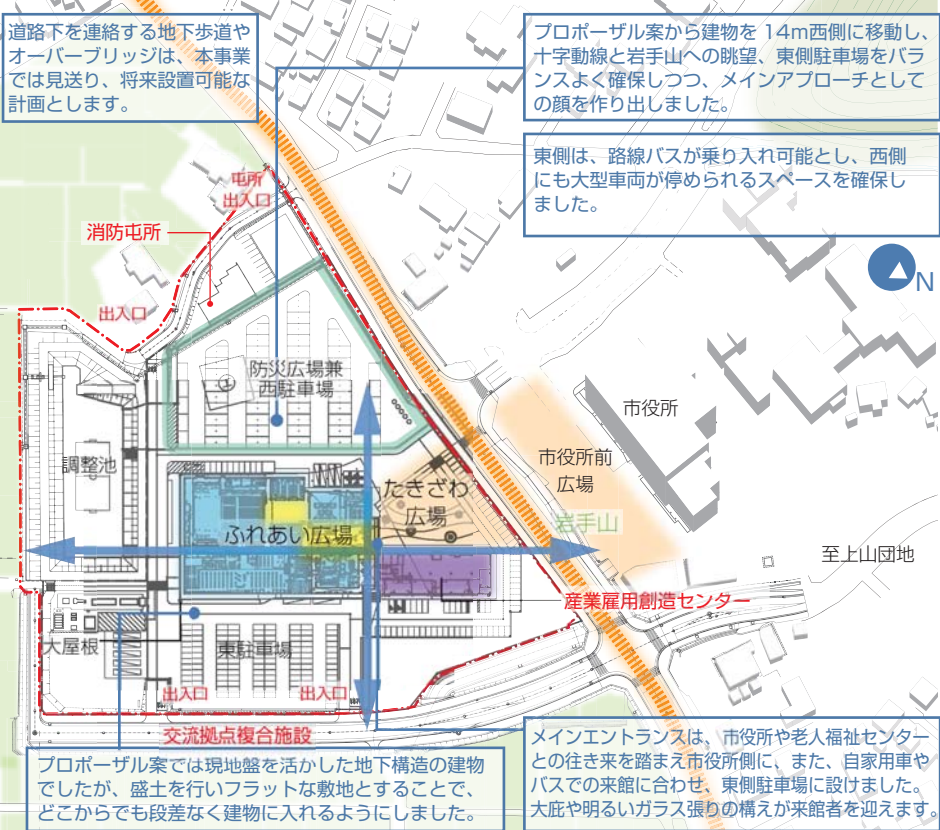 道路下を連絡する地下歩道や
オーバーブリッジは、本事業
では見送り、将来設置可能な
計画とします。
プロポーザル案から建物を 14m西側に移動し、
十字動線と岩手山への眺望、東側駐車場をバラ
ンスよく確保しつつ、メインアプローチとして
の顔を作り出しました。
東側は、路線バスが乗り入れ可能とし、西側
にも大型車両が停められるスペースを確保し
ました。
N
屯所
出入口
消防屯所
出入口
防災広場兼
西駐車場
市役所
市役所前
広場
調整池
たきざわ
広場
ふれあい広場
岩手山
至上山団地
産業雇用創造センター
大屋根
東駐車場
出入口
出入口
交流拠点複合施設
プロポーザル案では現地盤を活かした地下構造の建物
でしたが、盛土を行いフラットな敷地とすることで、
どこからでも段差なく建物に入れるようにしました。
メインエントランスは、市役所や老人福祉センター
との往き来を踏まえ市役所側に、また、自家用車や
バスでの来館に合わせ、東側駐車場に設けました。
大庇や明るいガラス張りの構えが来館者を迎えます。